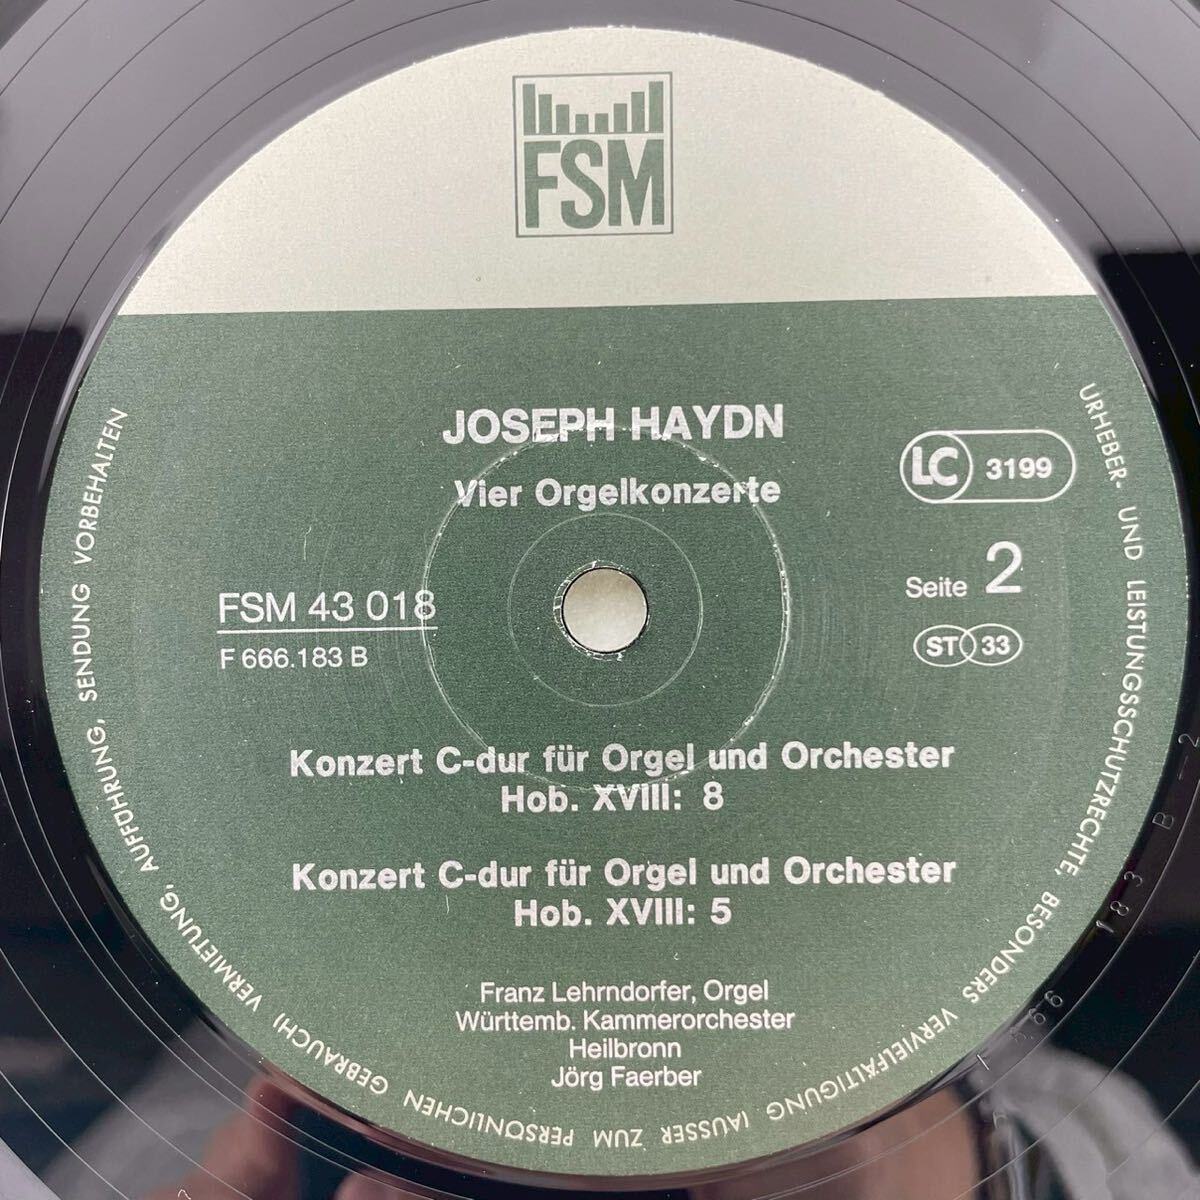 FSM
JOSEPH HAYDN
Vier Orgelkonzerte
LC 3199
Seite 2
ST 33
FSM 43 018
F 666.183 B
Konzert C-dur für Orgel und Orchester
Hob. XVIII: 8
Konzert C-dur für Orgel und Orchester
Hob. XVIII: 5
Franz Lehrndorfer, Orgel
Württemb. Kammerorchester
Heilbronn
Jörg Faerber
URHEBER- UND LEISTUNGSSCHUTZRECHTE, BESONDERS VERVIELFÄLTIGUNG (AUSSER ZUM PERSÖNLICHEN GEBRAUCH) VERMIETUNG, AUFFÜHRUNG, SENDUNG VORBEHALTEN
183 B - 2